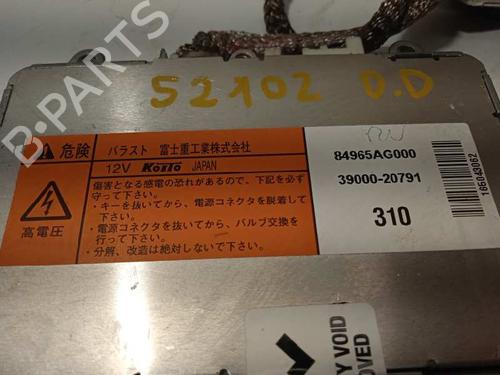 52102 D.D
B-PARTS
危険 バラスト 富士重工業株式会社
12V KOITO JAPAN
傷害となる感電の恐れがあるので、下記を必ず
守って下さい。
・キーを抜いてから、電源コネクタを脱着して
下さい。
・電源コネクタを抜いてから、バルブ交換を
行って下さい。
・分解、改造は絶対しないで下さい。
高電圧
84965AG000
39000-20791
310
166043062
Y VOID
OVED